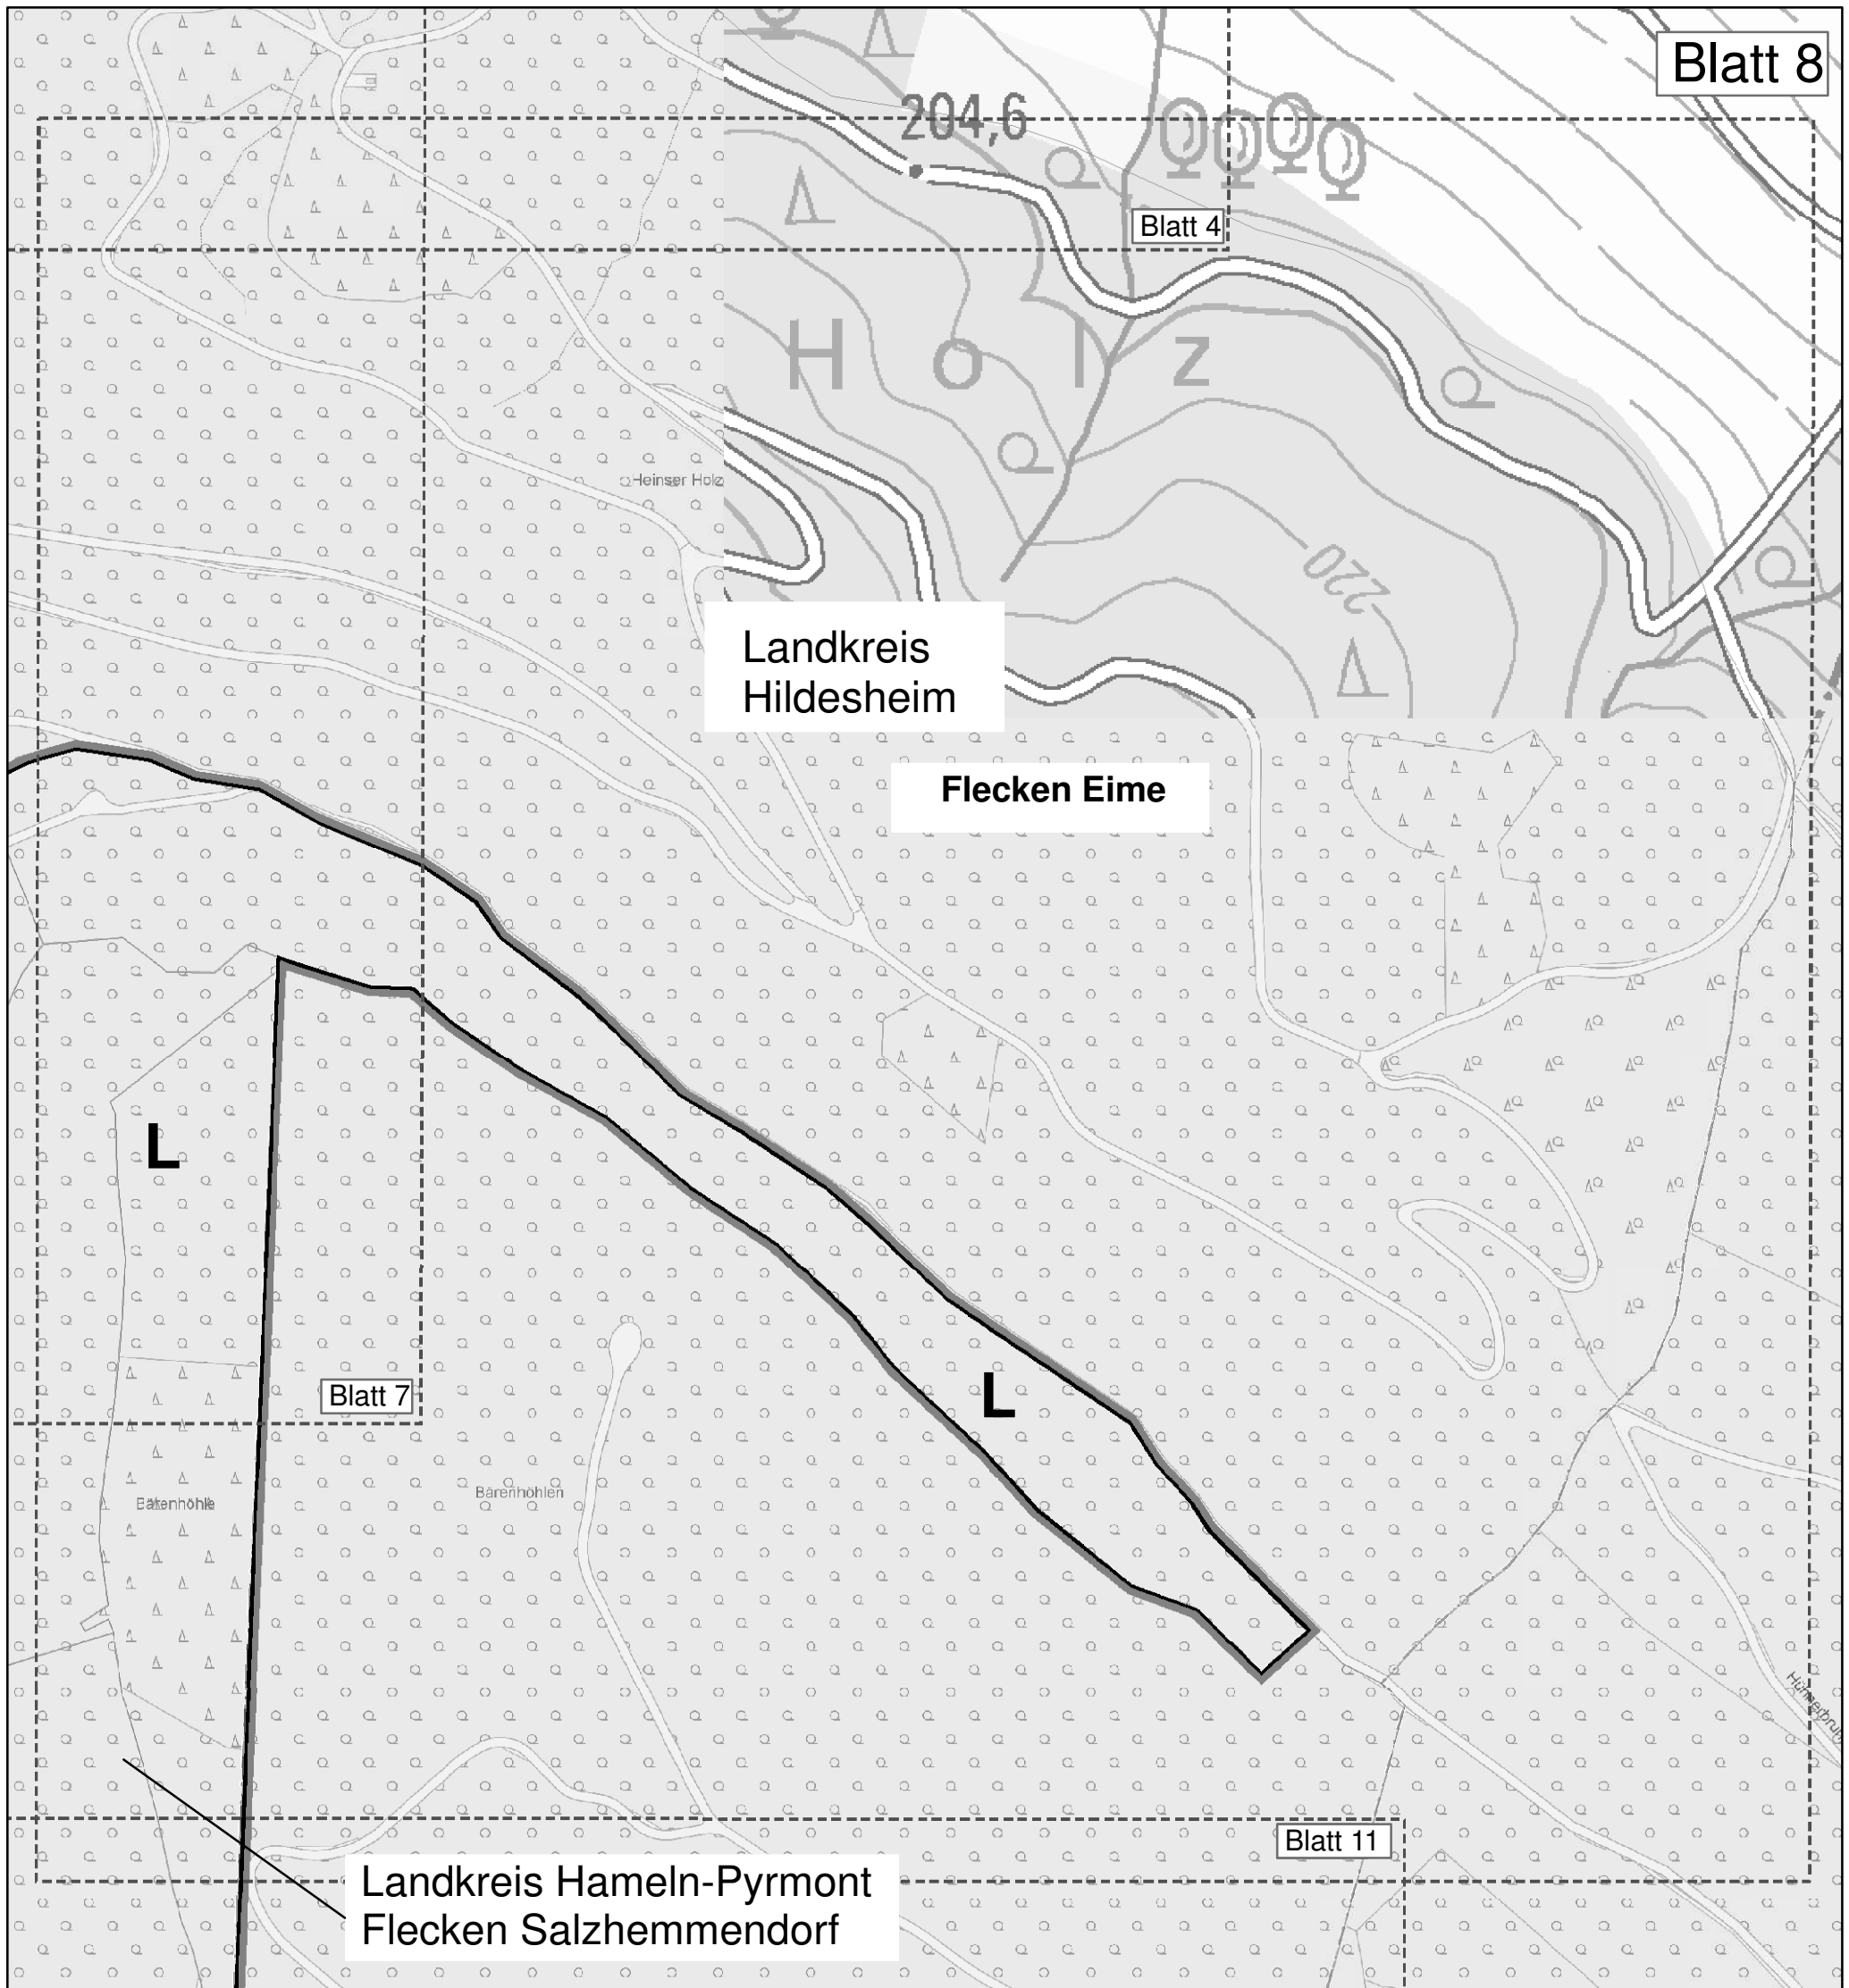 Blatt 8
204,6
Blatt 4
H o l z
Heinser Holz
220
Landkreis
Hildesheim
Flecken Eime
L
Blatt 7
L
Bärenhöhle
Bärenhöhlen
Blatt 11
Landkreis Hameln-Pyrmont
Flecken Salzhemmendorf